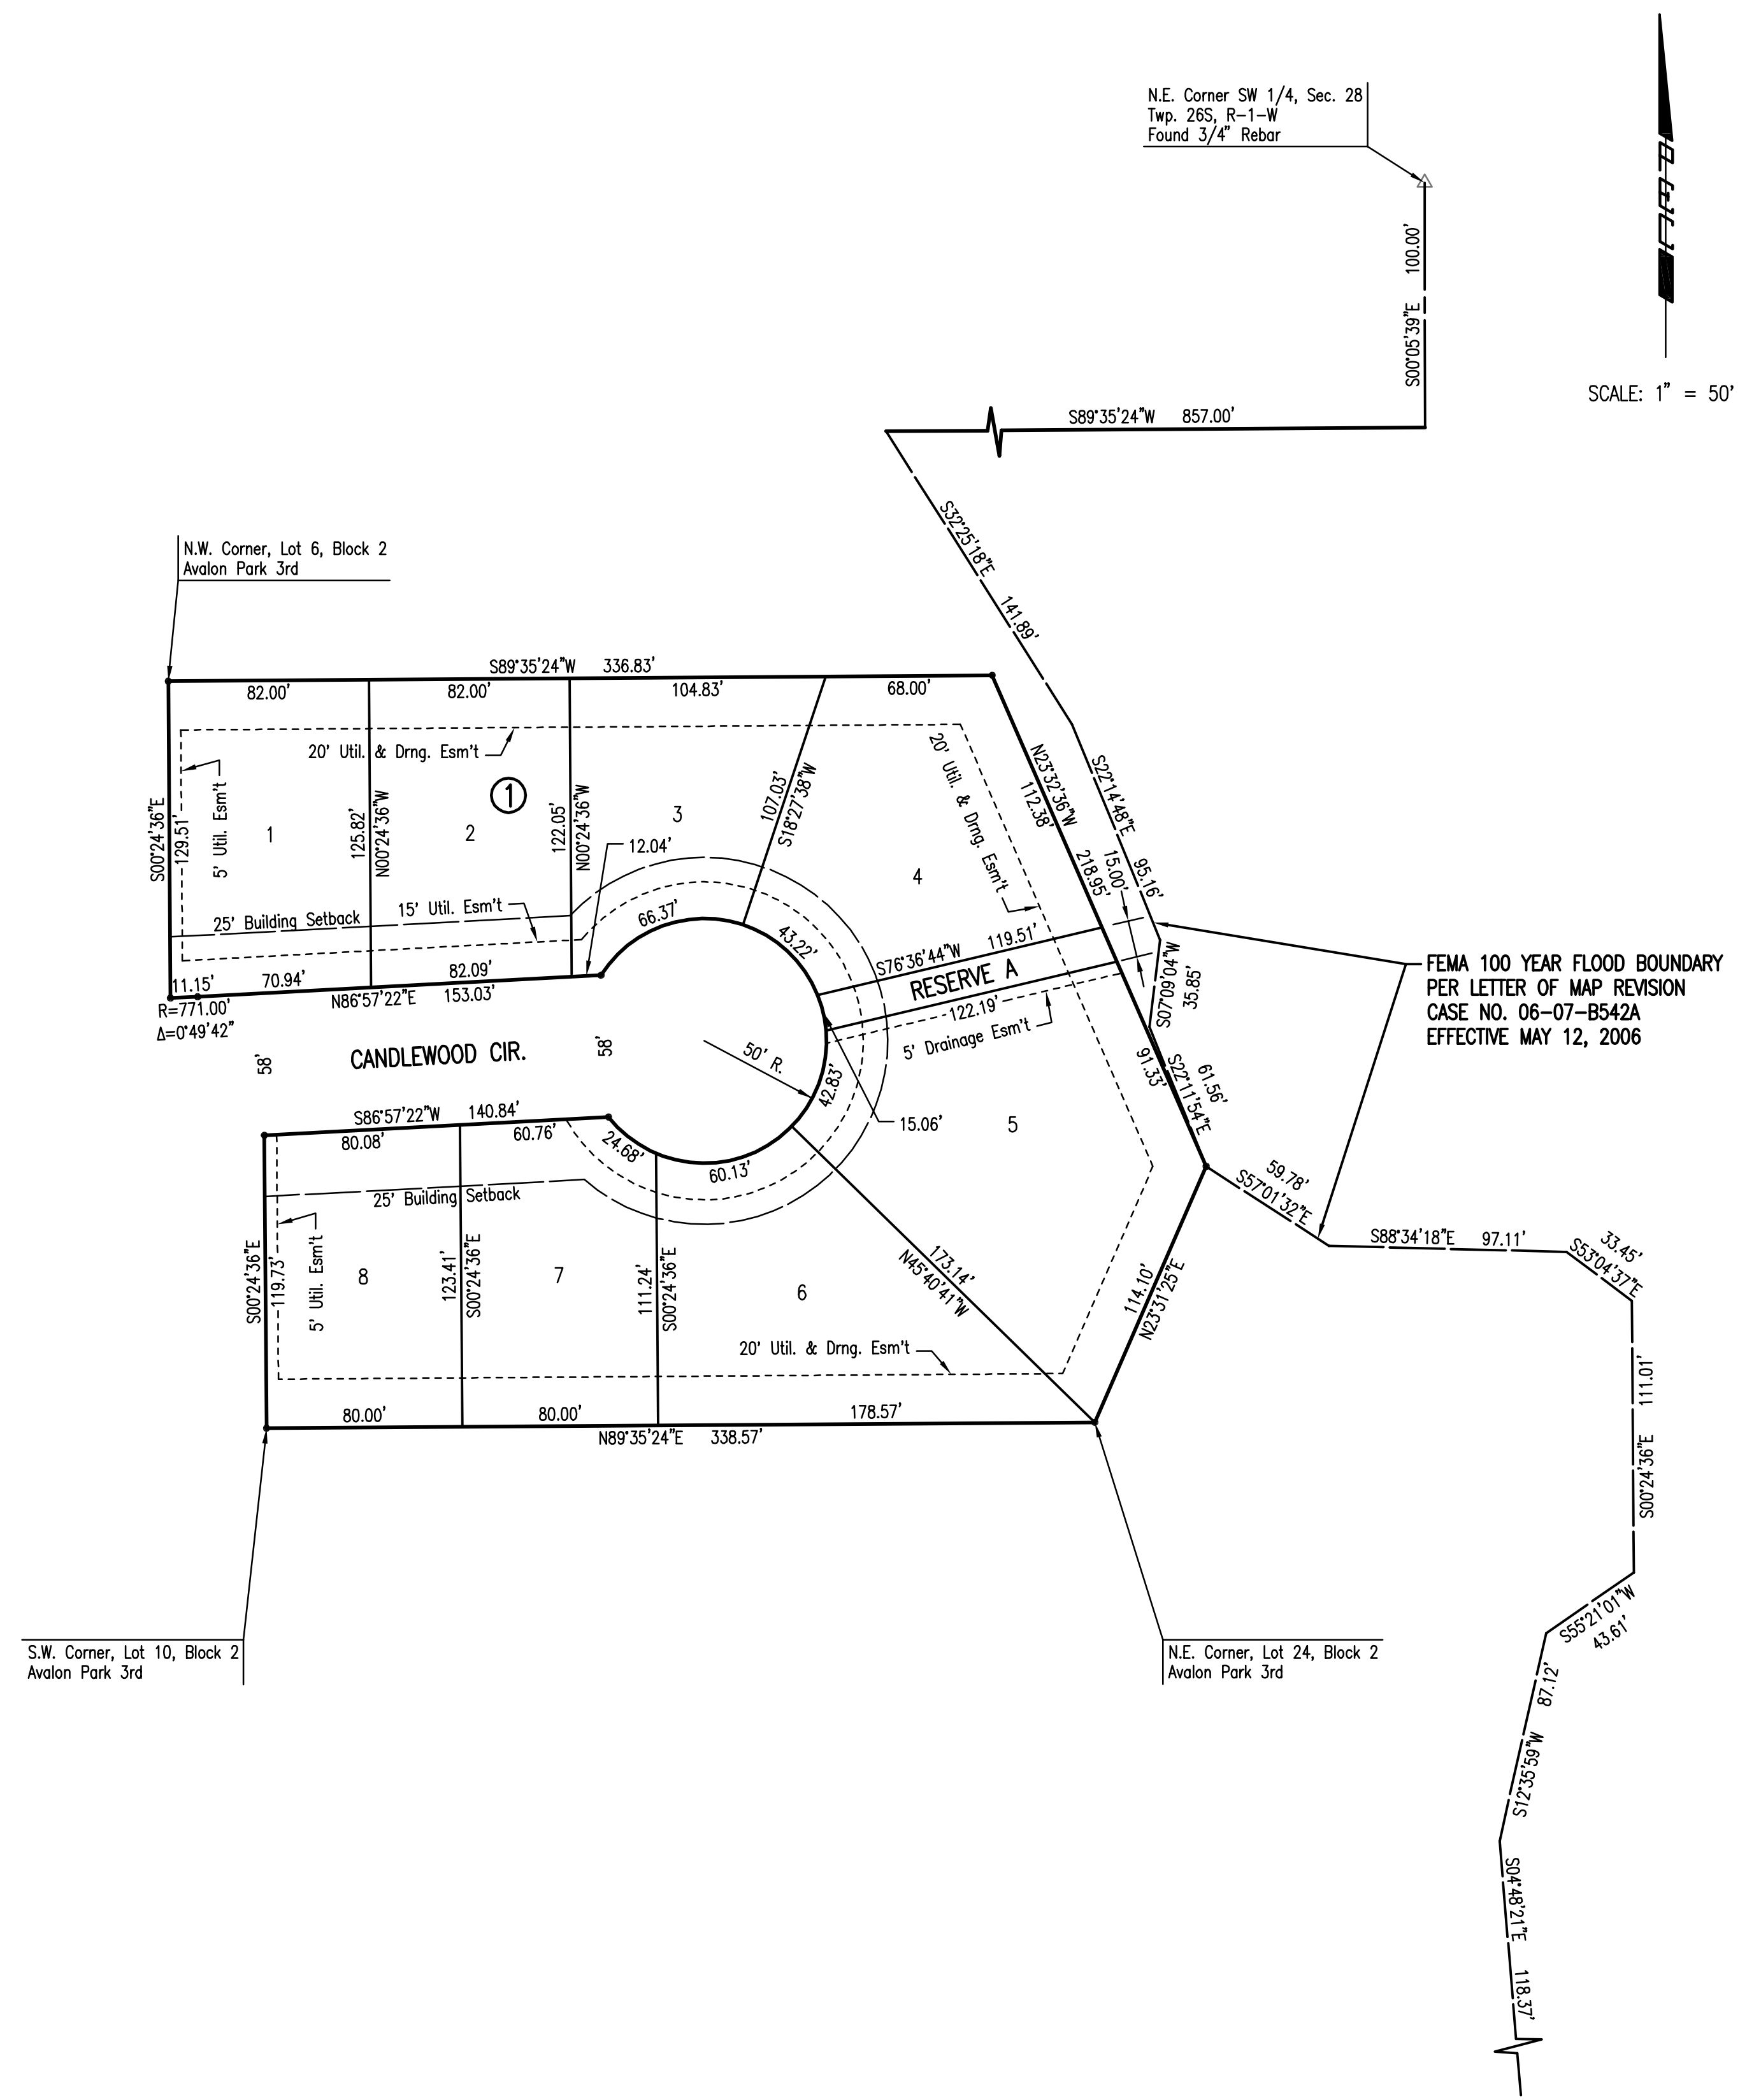 N.E. Corner SW 1/4, Sec. 28
Twp. 26S, R-1-W
Found 3/4" Rebar
S00°05'39"E 100.00'
SCALE: 1" = 50'
S89°35'24"W 857.00'
S32°25'18"E 141.89'
N.W. Corner, Lot 6, Block 2
Avalon Park 3rd
S89°35'24"W 336.83'
82.00'
82.00'
104.83'
68.00'
20' Util. & Drng. Esm't
1
S00°24'36"E
129.51'
5' Util. Esm't
1
125.82'
N00°24'36"W
2
122.05'
N00°24'36"W
3
12.04'
107.03'
S18°27'38"W
4
20' Util. & Drng. Esm't
N23°32'36"W
112.38'
218.95'
15.00'
S22°14'48"E 95.16'
25' Building Setback
15' Util. Esm't
66.37'
43.22'
S76°36'44"W 119.51'
RESERVE A
122.19'
5' Drainage Esm't
S07°09'04"W
35.85'
FEMA 100 YEAR FLOOD BOUNDARY
PER LETTER OF MAP REVISION
CASE NO. 06-07-B542A
EFFECTIVE MAY 12, 2006
11.15'
70.94'
82.09'
R=771.00'
Δ=0°49'42"
N86°57'22"E 153.03'
58'
CANDLEWOOD CIR.
58'
50' R.
42.83'
15.06'
91.33'
S22°11'54"E
61.56'
5
S86°57'22"W 140.84'
80.08'
60.76'
24.68'
60.13'
25' Building Setback
59.78'
S57°01'32"E
S88°34'18"E 97.11'
33.45'
S53°04'37"E
S00°24'36"E
119.73'
5' Util. Esm't
8
123.41'
S00°24'36"E
7
111.24'
S00°24'36"E
6
173.14'
N45°40'41"W
114.10'
N23°31'25"E
20' Util. & Drng. Esm't
S00°24'36"E 111.01'
80.00'
80.00'
178.57'
N89°35'24"E 338.57'
S55°21'01"W
43.61'
S.W. Corner, Lot 10, Block 2
Avalon Park 3rd
N.E. Corner, Lot 24, Block 2
Avalon Park 3rd
S12°35'59"W 87.12'
S04°48'21"E 118.37'